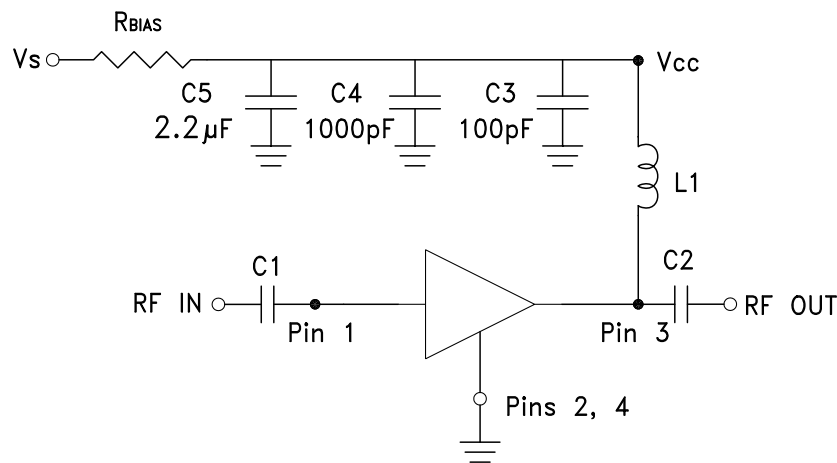 RBIAS
Vs
Vcc
C5
2.2µF
C4
1000pF
C3
100pF
L1
C1
C2
RF IN
RF OUT
Pin 1
Pin 3
Pins 2, 4